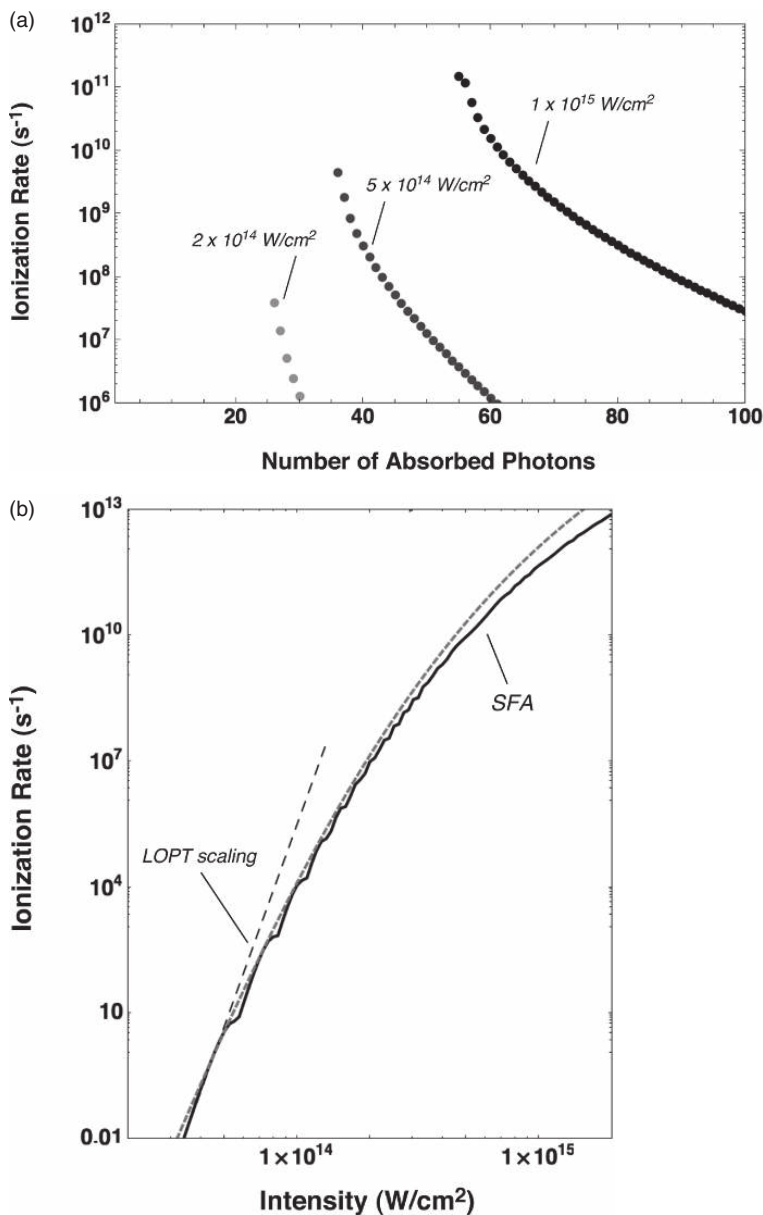 (a)
10¹²
10¹¹
10¹⁰
10⁹
10⁸
10⁷
10⁶
Ionization Rate (s⁻¹)
1 x 10¹⁵ W/cm²
5 x 10¹⁴ W/cm²
2 x 10¹⁴ W/cm²
20 40 60 80 100
Number of Absorbed Photons
(b)
10¹³
10¹⁰
10⁷
10⁴
10
0.01
Ionization Rate (s⁻¹)
SFA
LOPT scaling
1×10¹⁴ 1×10¹⁵
Intensity (W/cm²)